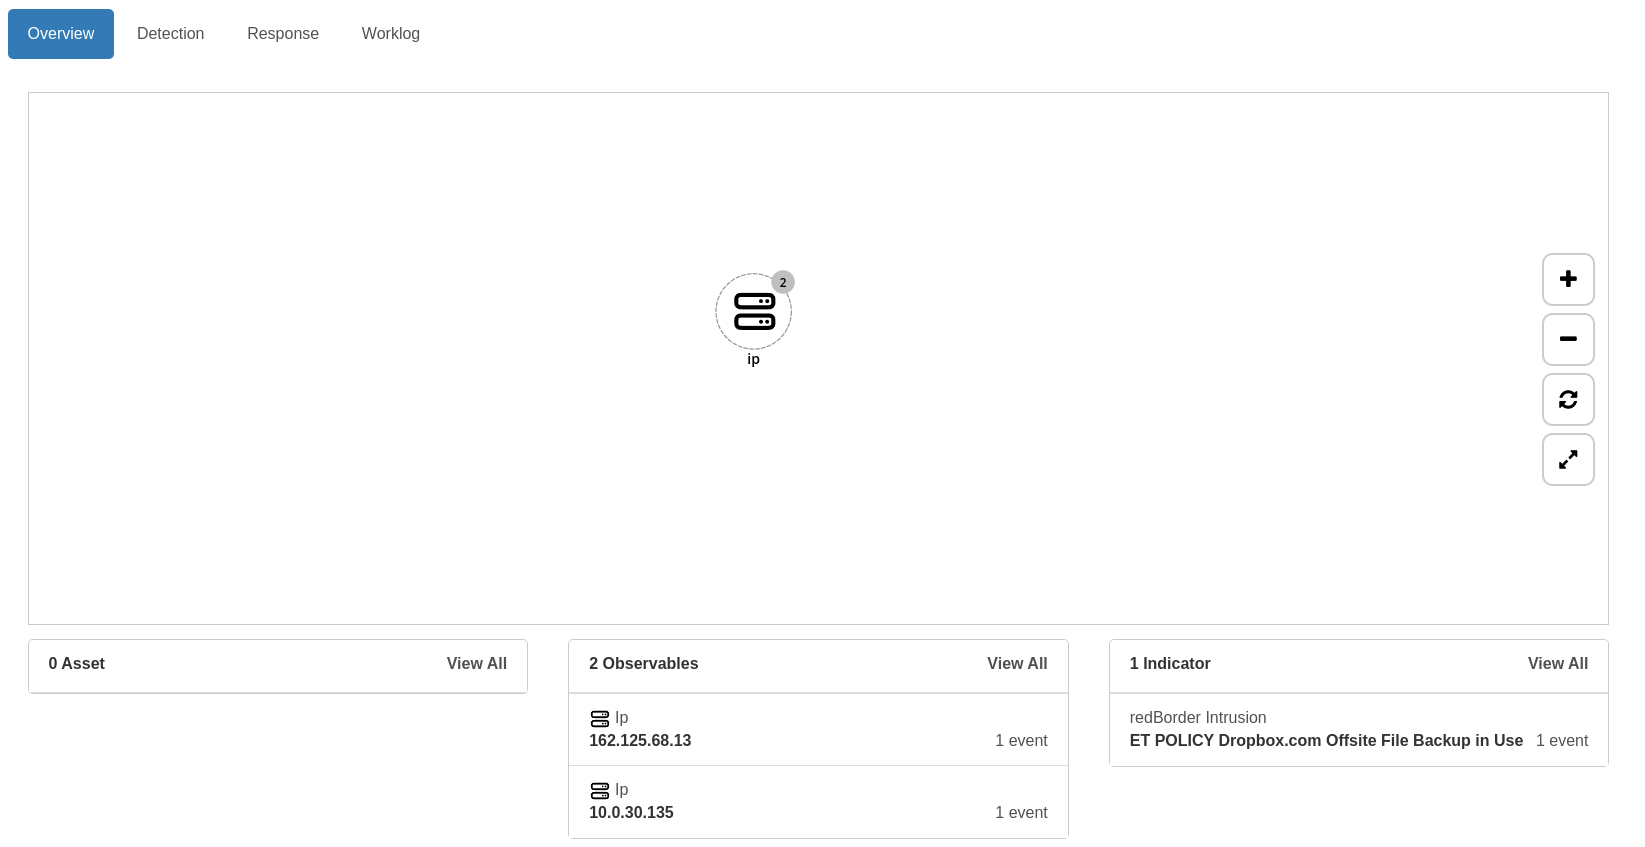 Overview Detection Response Worklog
2
ip
0 Asset View All
2 Observables View All
Ip
162.125.68.13 1 event
Ip
10.0.30.135 1 event
1 Indicator View All
redBorder Intrusion
ET POLICY Dropbox.com Offsite File Backup in Use 1 event